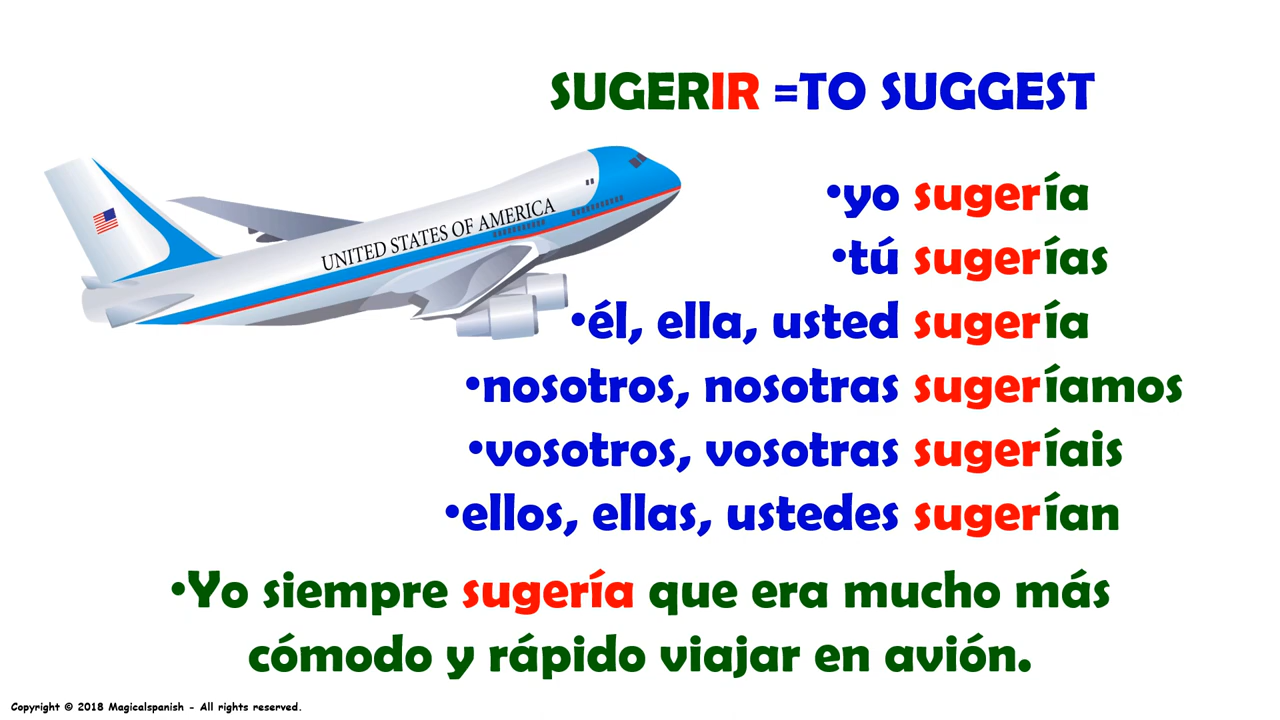 SUGERIR =TO SUGGEST
UNITED STATES OF AMERICA
•yo sugería
•tú sugerías
•él, ella, usted sugería
•nosotros, nosotras sugeríamos
•vosotros, vosotras sugeríais
•ellos, ellas, ustedes sugerían
•Yo siempre sugería que era mucho más
cómodo y rápido viajar en avión.
Copyright © 2018 Magicalspanish - All rights reserved.